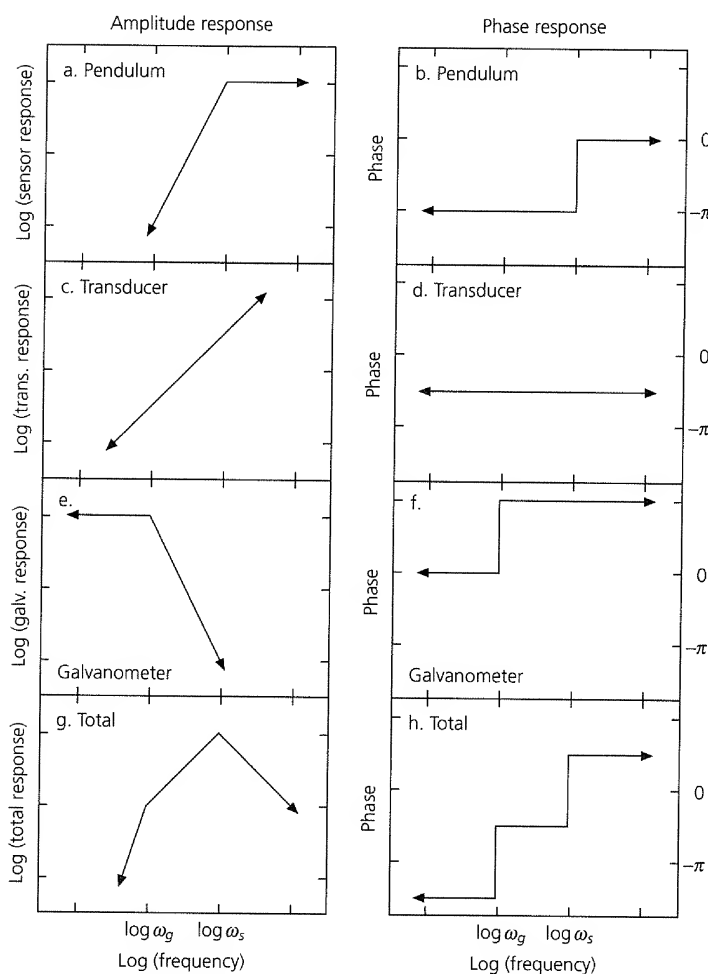 Amplitude response
Phase response
a. Pendulum
Log (sensor response)
b. Pendulum
Phase
0
−π
c. Transducer
Log (trans. response)
d. Transducer
Phase
0
−π
e.
Log (galv. response)
Galvanometer
f.
Phase
0
−π
Galvanometer
g. Total
Log (total response)
h. Total
Phase
0
−π
log ω_g log ω_s
Log (frequency)
log ω_g log ω_s
Log (frequency)